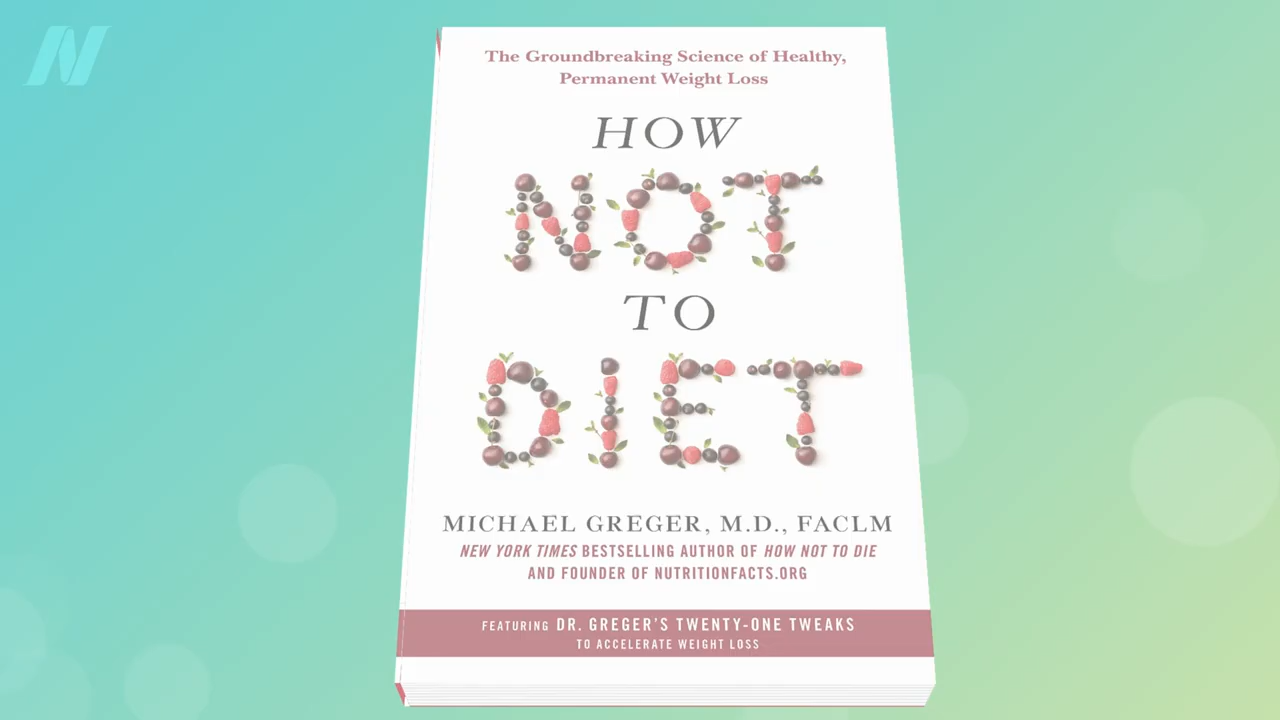 The Groundbreaking Science of Healthy,
Permanent Weight Loss
HOW
NOT
TO
DIET
MICHAEL GREGER, M.D., FACLM
NEW YORK TIMES BESTSELLING AUTHOR OF HOW NOT TO DIE
AND FOUNDER OF NUTRITIONFACTS.ORG
FEATURING DR. GREGER'S TWENTY-ONE TWEAKS
TO ACCELERATE WEIGHT LOSS